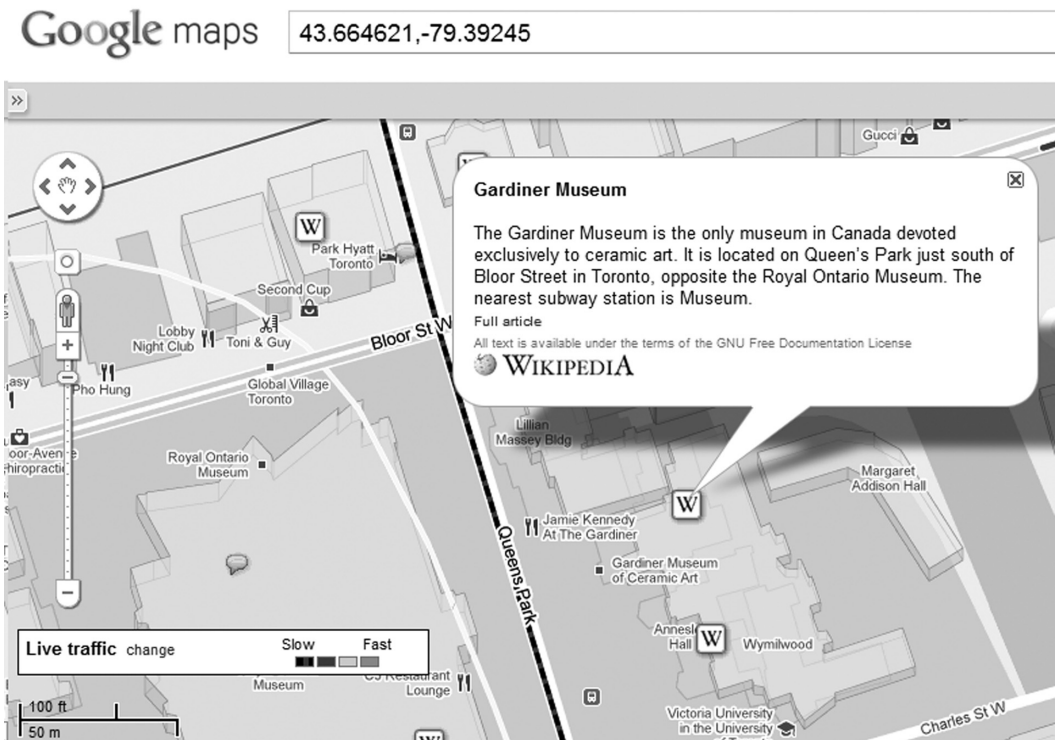 Google maps
43.664621,-79.39245
»
Gucci
Gardiner Museum
The Gardiner Museum is the only museum in Canada devoted
exclusively to ceramic art. It is located on Queen's Park just south of
Bloor Street in Toronto, opposite the Royal Ontario Museum. The
nearest subway station is Museum.
Full article
All text is available under the terms of the GNU Free Documentation License
WIKIPEDIA
W
Park Hyatt
Toronto
Second Cup
Lobby
Night Club
Toni & Guy
Bloor St W
Pho Hung
Global Village
Toronto
Lillian
Massey Bldg
Royal Ontario
Museum
Margaret
Addison Hall
W
Jamie Kennedy
At The Gardiner
Queens Park
Gardiner Museum
of Ceramic Art
Hall
W
Wymilwood
Live traffic change
Slow Fast
Museum
Restaurant
Lounge
100 ft
50 m
Victoria University
in the University
Charles St W